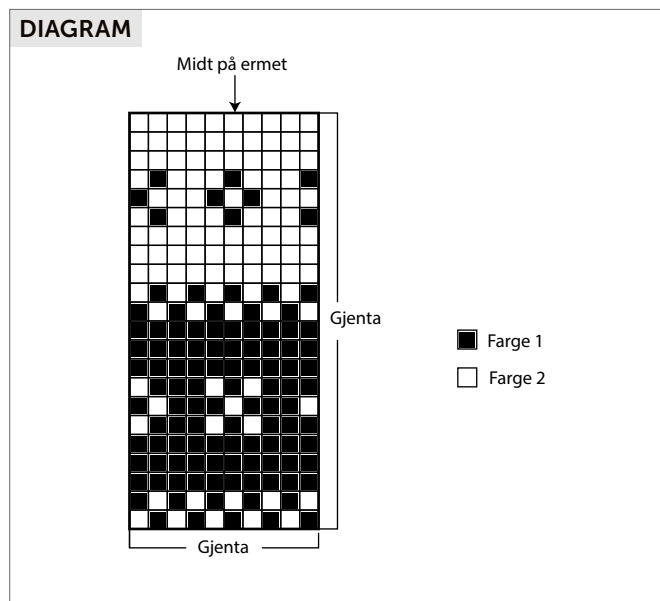 DIAGRAM
Midt på ermet
Gjenta
Farge 1
Farge 2
Gjenta